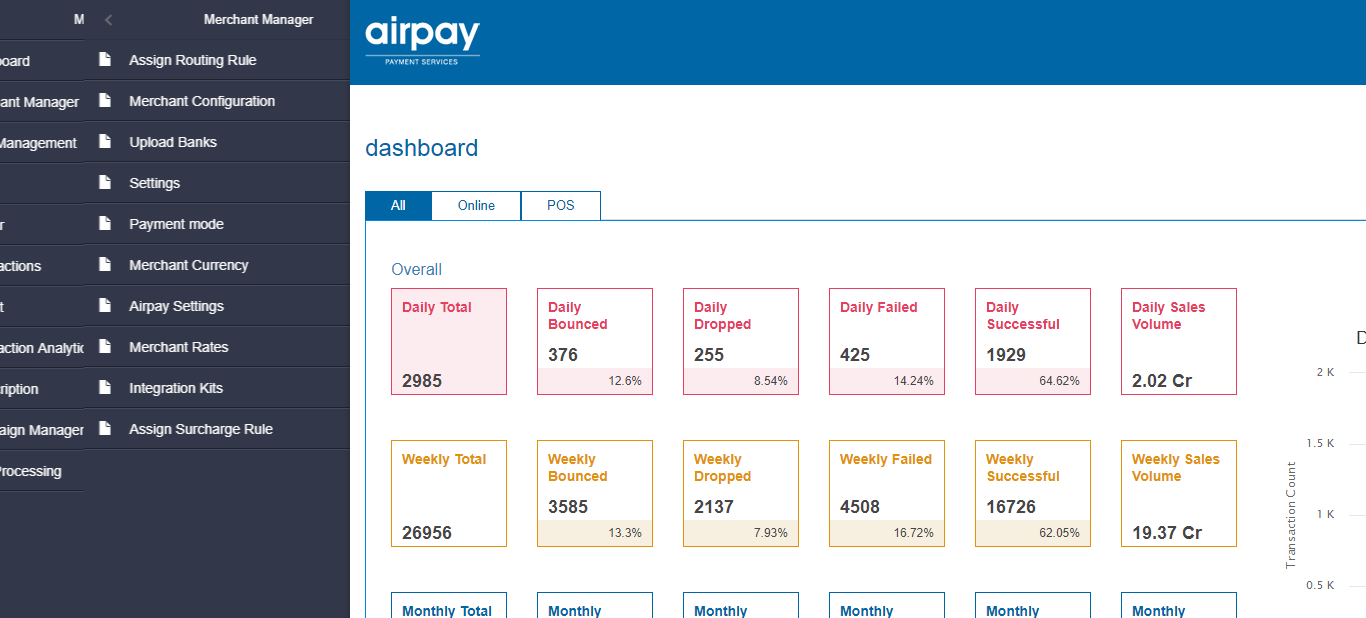 M
oard
ant Manager
Management
r
actions
t
action Analytic
ription
aign Manager
Processing
Merchant Manager
Assign Routing Rule
Merchant Configuration
Upload Banks
Settings
Payment mode
Merchant Currency
Airpay Settings
Merchant Rates
Integration Kits
Assign Surcharge Rule
airpay
PAYMENT SERVICES
dashboard
All
Online
POS
Overall
Daily Total
2985
Daily
Bounced
376
12.6%
Daily
Dropped
255
8.54%
Daily Failed
425
14.24%
Daily
Successful
1929
64.62%
Daily Sales
Volume
2.02 Cr
Weekly Total
26956
Weekly
Bounced
3585
13.3%
Weekly
Dropped
2137
7.93%
Weekly Failed
4508
16.72%
Weekly
Successful
16726
62.05%
Weekly Sales
Volume
19.37 Cr
Monthly Total
Monthly
Monthly
Monthly
Monthly
Monthly
D
2 K
1.5 K
1 K
0.5 K
Transaction Count